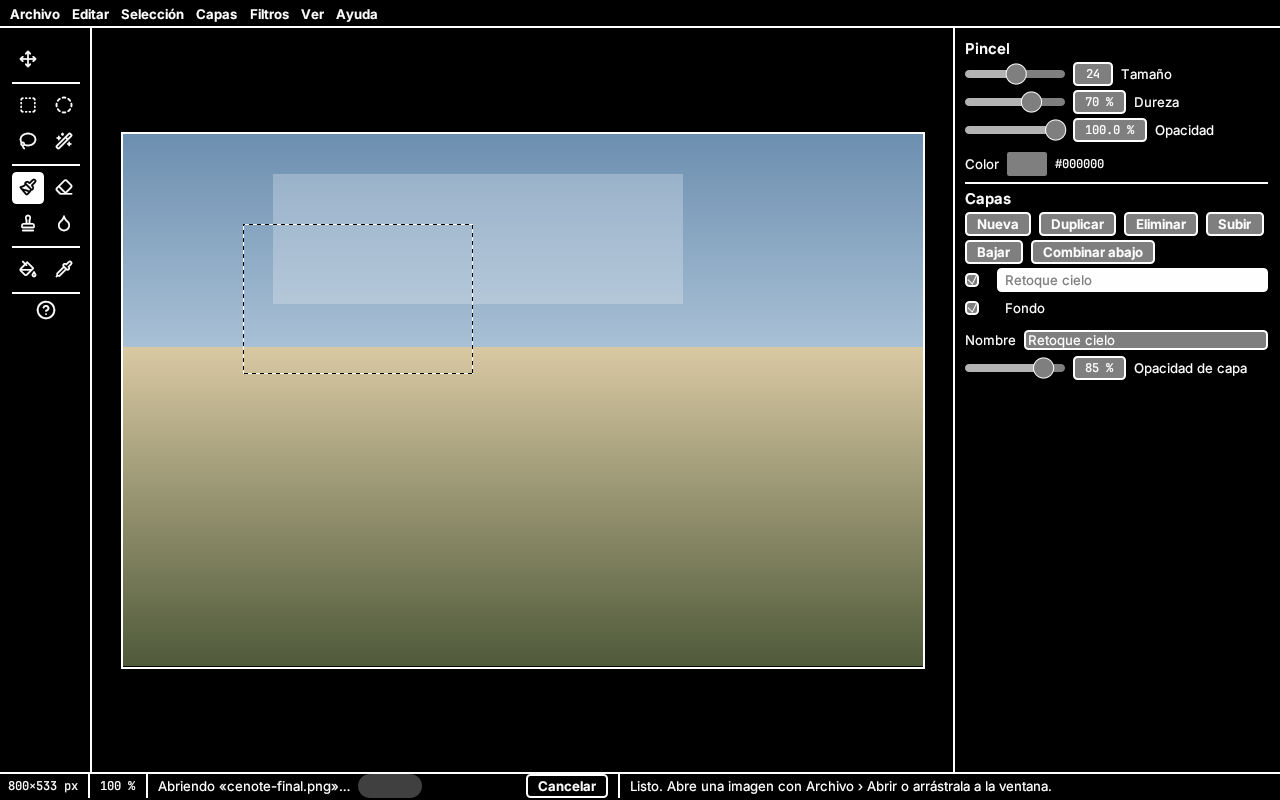 Archivo Editar Selección Capas Filtros Ver Ayuda
Pincel
24 Tamaño
70 % Dureza
100.0 % Opacidad
Color #000000
Capas
Nueva Duplicar Eliminar Subir
Bajar Combinar abajo
Retoque cielo
Fondo
Nombre Retoque cielo
85 % Opacidad de capa
800×533 px 100 % Abriendo «cenote-final.png»... Cancelar Listo. Abre una imagen con Archivo › Abrir o arrástrala a la ventana.